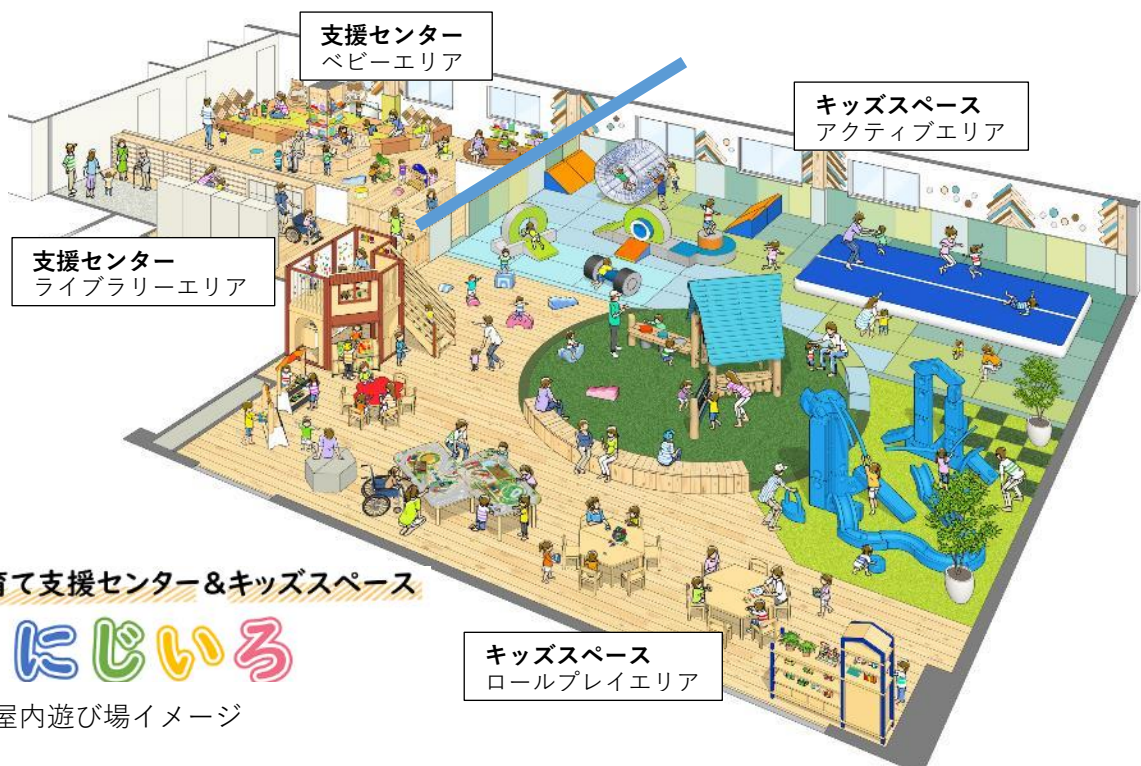 支援センター
ベビーエリア
キッズスペース
アクティブエリア
支援センター
ライブラリーエリア
育て支援センター&キッズスペース
にじいろ
キッズスペース
ロールプレイエリア
屋内遊び場イメージ